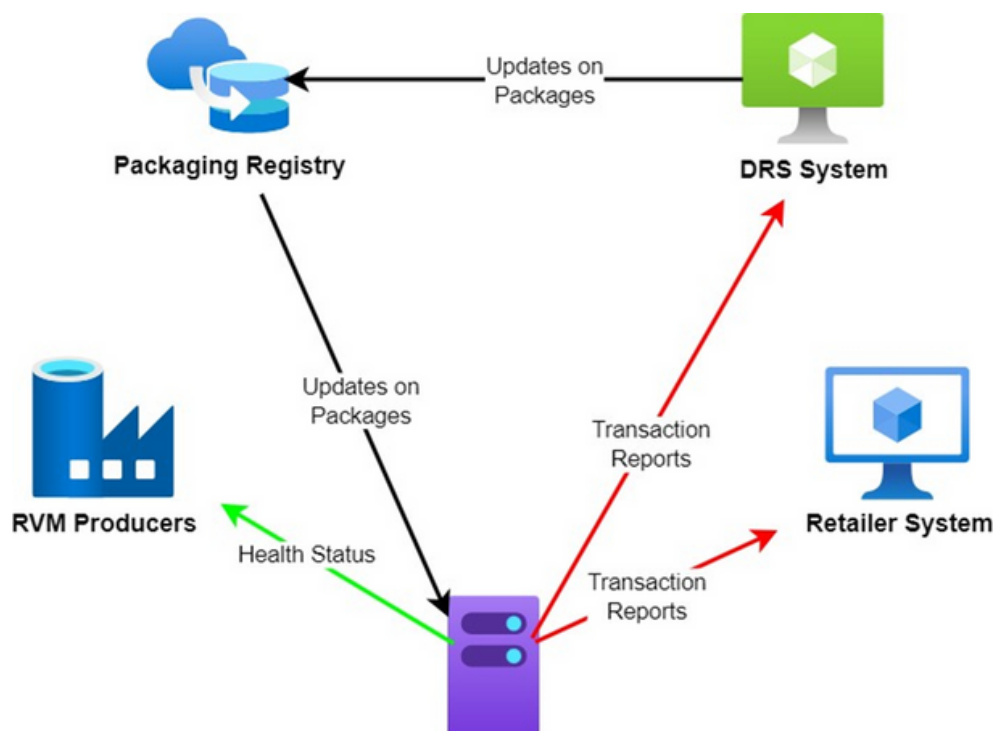 Updates on
Packages
Packaging Registry
DRS System
Updates on
Packages
Transaction
Reports
RVM Producers
Retailer System
Health Status
Transaction
Reports